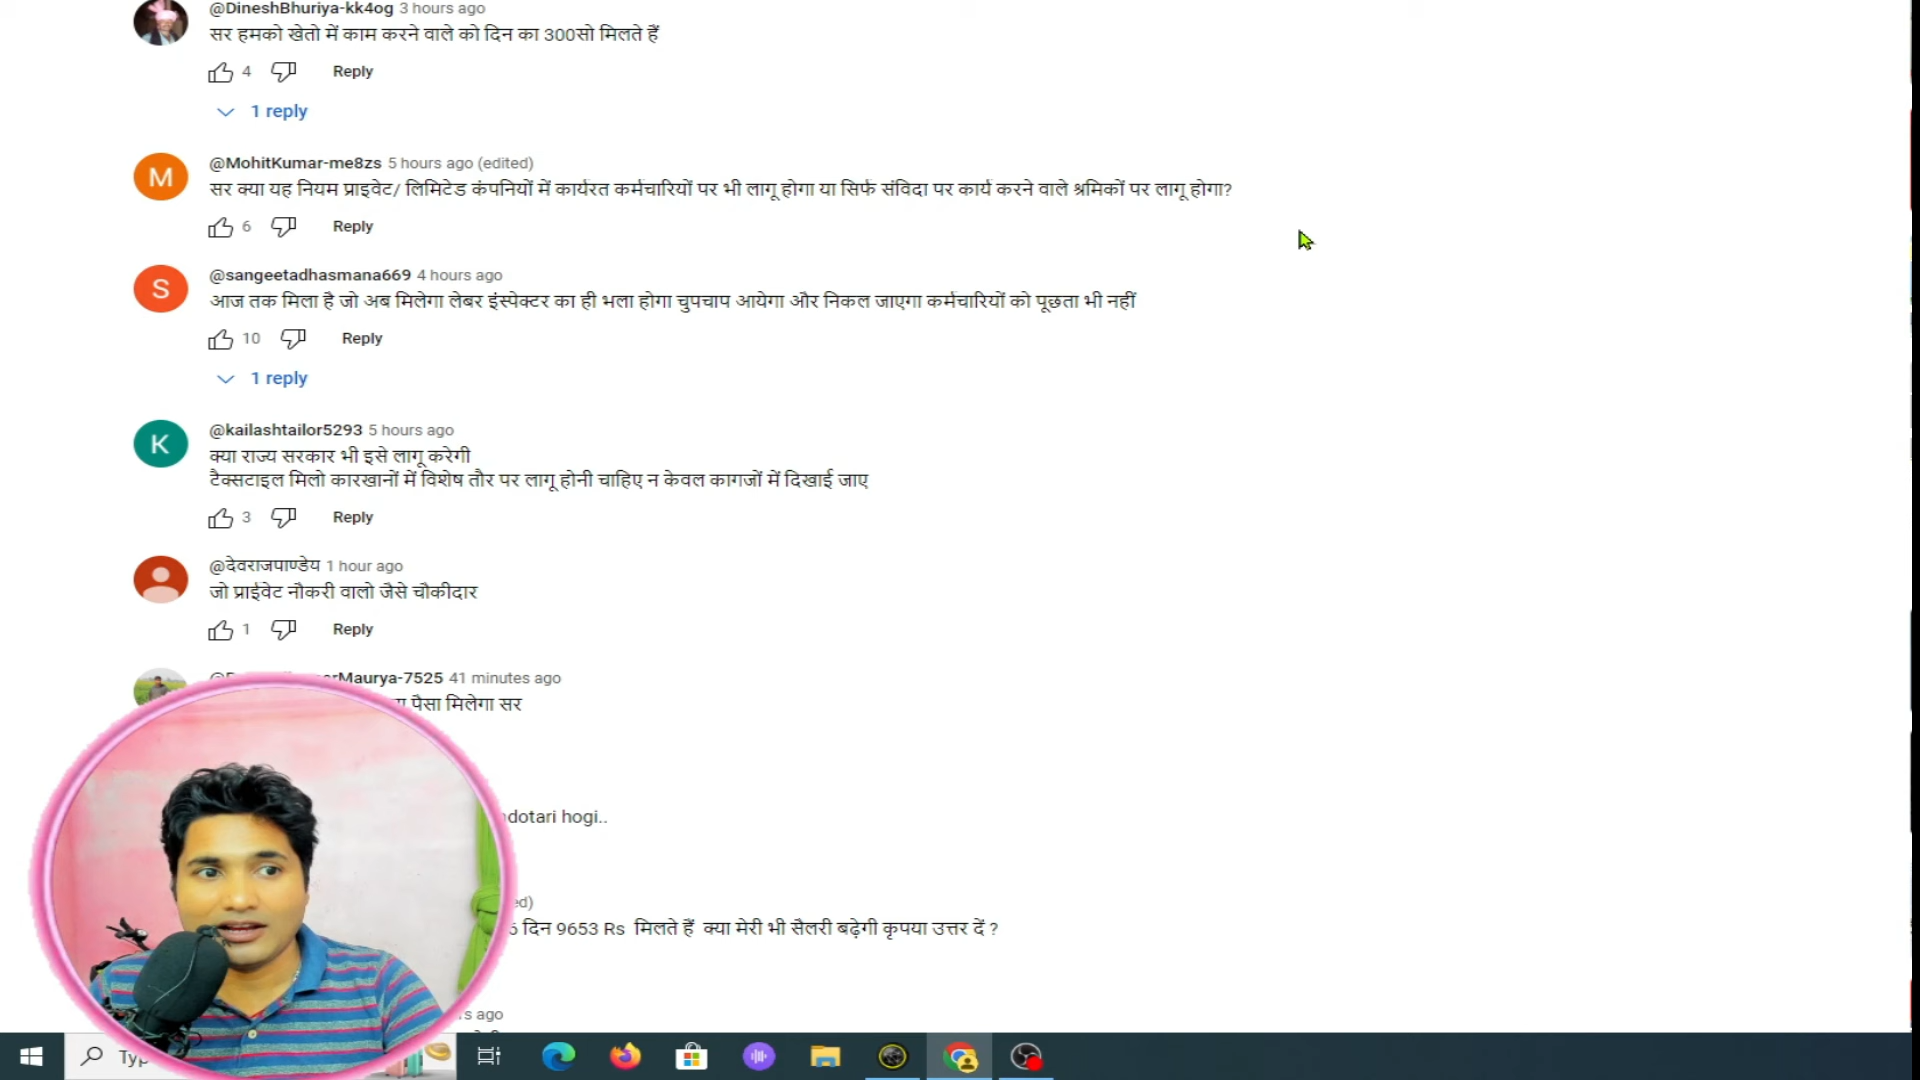 @DineshBhuriya-kk4og 3 hours ago
सर हमको खेतो में काम करने वाले को दिन का 300सो मिलते हैं
4 Reply
1 reply
M
@MohitKumar-me8zs 5 hours ago (edited)
सर क्या यह नियम प्राइवेट/ लिमिटेड कंपनियों में कार्यरत कर्मचारियों पर भी लागू होगा या सिर्फ संविदा पर कार्य करने वाले श्रमिकों पर लागू होगा?
6 Reply
S
@sangeetadhasmana669 4 hours ago
आज तक मिला है जो अब मिलेगा लेबर इंस्पेक्टर का ही भला होगा चुपचाप आयेगा और निकल जाएगा कर्मचारियों को पूछता भी नहीं
10 Reply
1 reply
K
@kailashtailor5293 5 hours ago
क्या राज्य सरकार भी इसे लागू करेगी
टैक्सटाइल मिलो कारखानों में विशेष तौर पर लागू होनी चाहिए न केवल कागजों में दिखाई जाए
3 Reply
@देवराजपाण्डेय 1 hour ago
जो प्राईवेट नौकरी वालो जैसे चौकीदार
1 Reply
Maurya-7525 41 minutes ago
पैसा मिलेगा सर
hogi..
दिन 9653 Rs मिलते हैं क्या मेरी भी सैलरी बढ़ेगी कृपया उत्तर दें ?
ago